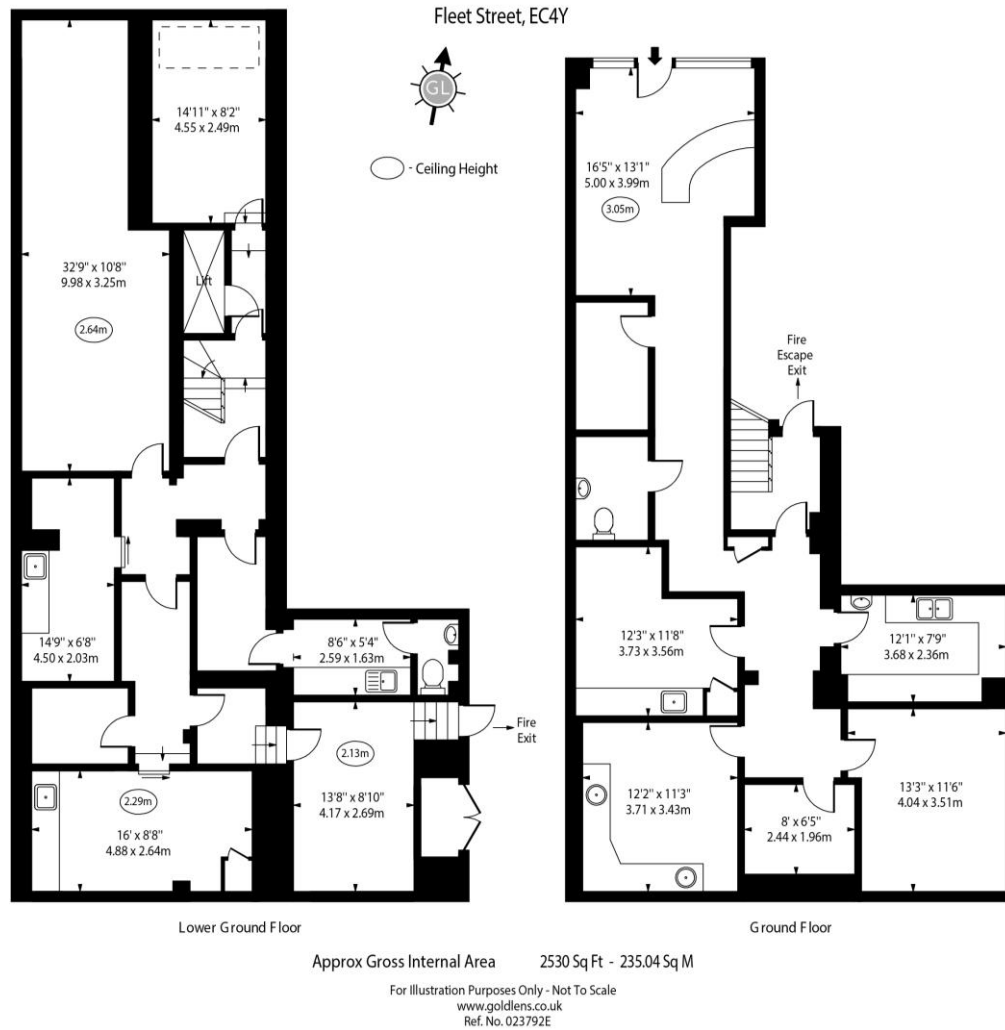 Fleet Street, EC4Y
GL
- Ceiling Height
14'11" x 8'2"
4.55 x 2.49m
32'9" x 10'8"
9.98 x 3.25m
2.64m
Lift
14'9" x 6'8"
4.50 x 2.03m
8'6" x 5'4"
2.59 x 1.63m
Fire
Exit
2.13m
13'8" x 8'10"
4.17 x 2.69m
2.29m
16' x 8'8"
4.88 x 2.64m
Lower Ground Floor
16'5" x 13'1"
5.00 x 3.99m
3.05m
Fire
Escape
Exit
12'3" x 11'8"
3.73 x 3.56m
12'1" x 7'9"
3.68 x 2.36m
12'2" x 11'3"
3.71 x 3.43m
8' x 6'5"
2.44 x 1.96m
13'3" x 11'6"
4.04 x 3.51m
Ground Floor
Approx Gross Internal Area 2530 Sq Ft - 235.04 Sq M
For Illustration Purposes Only - Not To Scale
www.goldlens.co.uk
Ref. No. 023792E